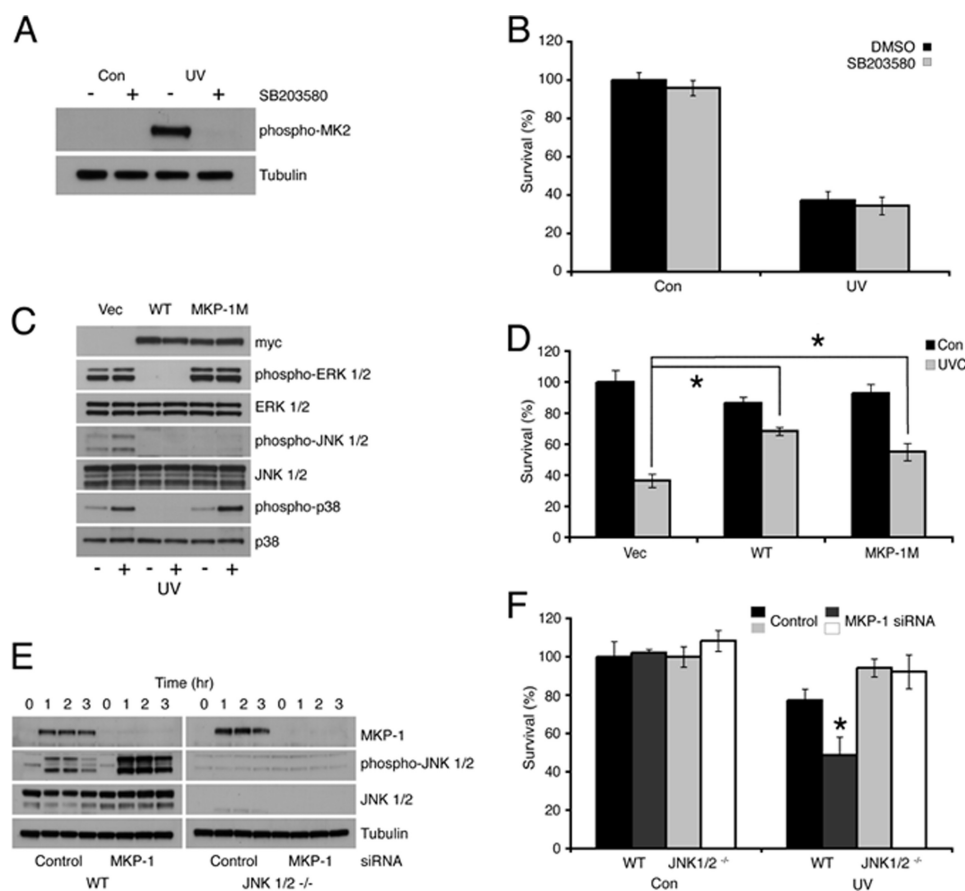 A
Con UV
- + - + SB203580
phospho-MK2
Tubulin
B
DMSO
SB203580
Survival (%)
120
100
80
60
40
20
0
Con UV
C
Vec WT MKP-1M
myc
phospho-ERK 1/2
ERK 1/2
phospho-JNK 1/2
JNK 1/2
phospho-p38
p38
- + - + - +
UV
D
Con
UVC
* *
Survival (%)
120
100
80
60
40
20
0
Vec WT MKP-1M
E
Time (hr)
0 1 2 3 0 1 2 3 0 1 2 3 0 1 2 3
MKP-1
phospho-JNK 1/2
JNK 1/2
Tubulin
Control MKP-1 Control MKP-1 siRNA
WT JNK 1/2 -/-
F
Control MKP-1 siRNA
*
Survival (%)
120
100
80
60
40
20
0
WT JNK1/2 -/- WT JNK1/2 -/-
Con UV